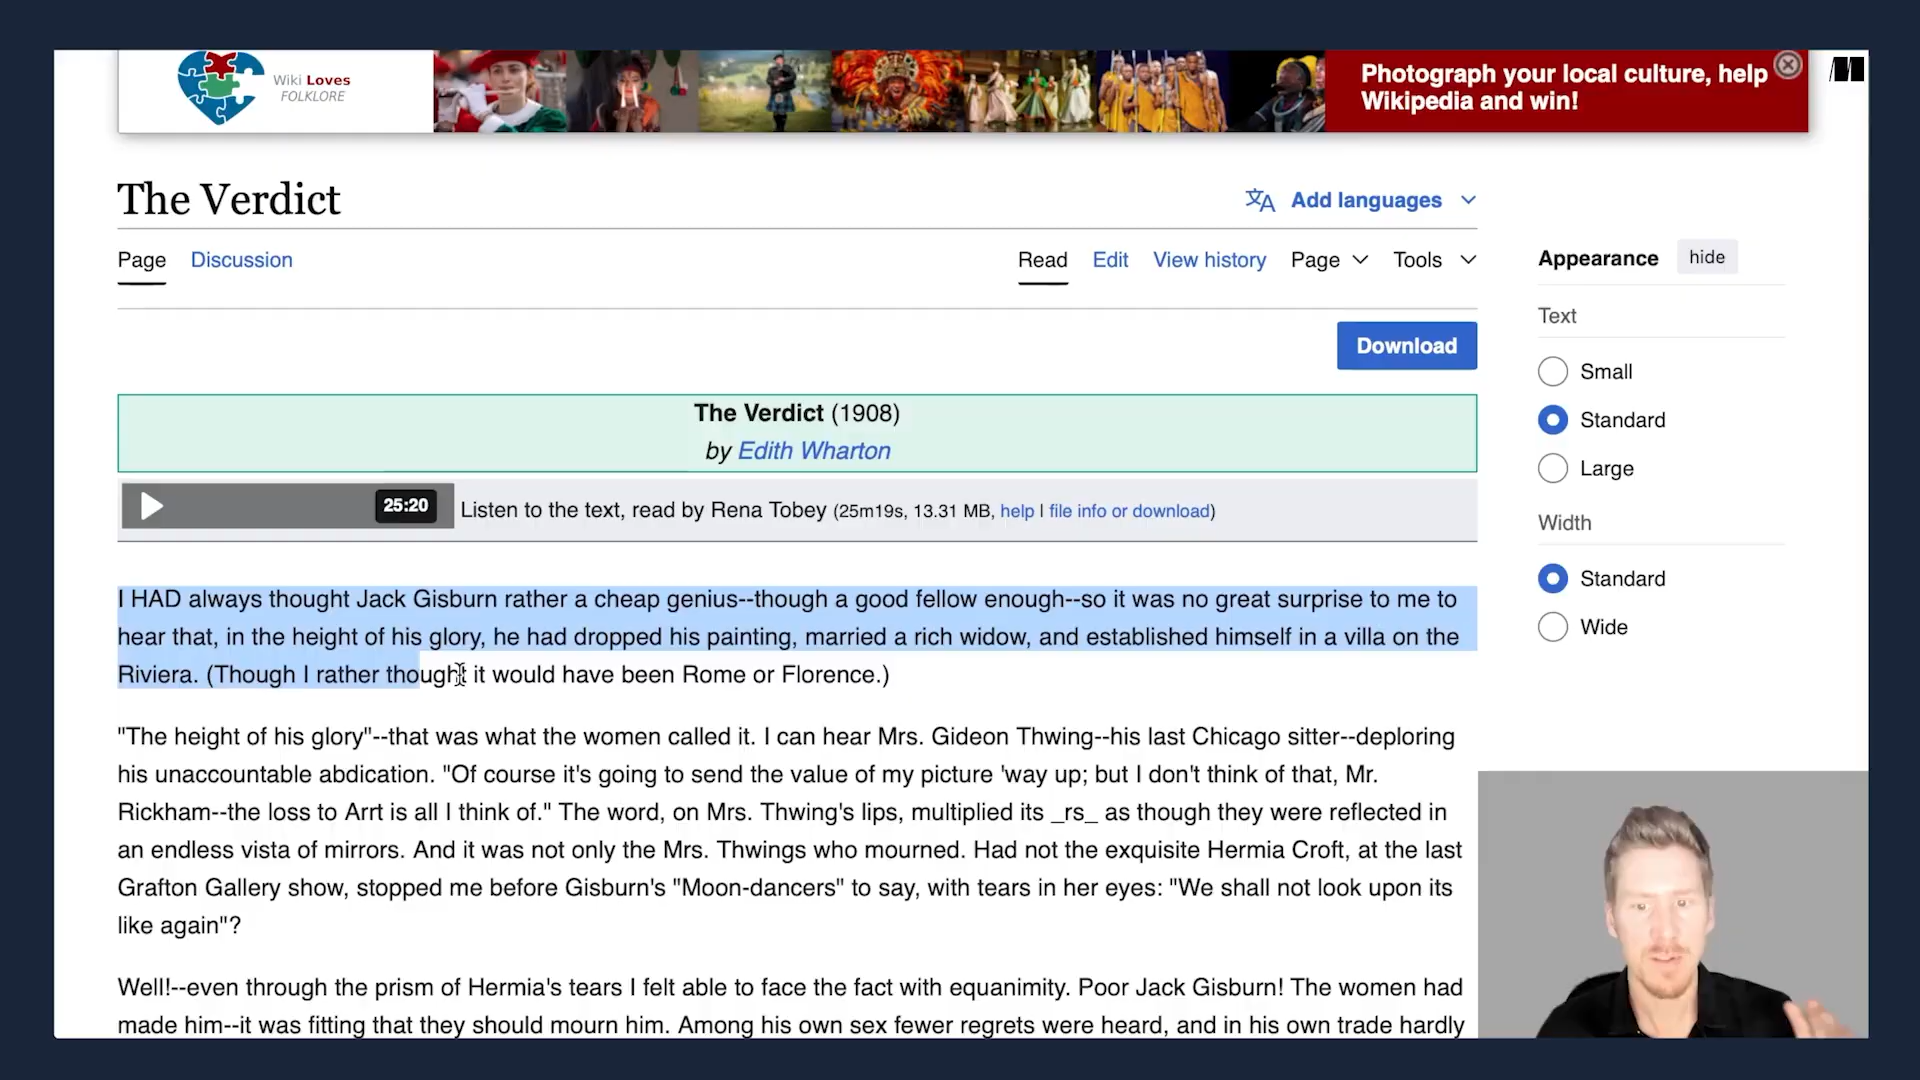 Wiki Loves
FOLKLORE
Photograph your local culture, help
Wikipedia and win!
The Verdict
Add languages
Page
Discussion
Read
Edit
View history
Page
Tools
Appearance
hide
Text
Small
Standard
Large
Width
Standard
Wide
Download
The Verdict (1908)
by Edith Wharton
25:20
Listen to the text, read by Rena Tobey (25m19s, 13.31 MB, help | file info or download)
I HAD always thought Jack Gisburn rather a cheap genius--though a good fellow enough--so it was no great surprise to me to
hear that, in the height of his glory, he had dropped his painting, married a rich widow, and established himself in a villa on the
Riviera. (Though I rather thought it would have been Rome or Florence.)
"The height of his glory"--that was what the women called it. I can hear Mrs. Gideon Thwing--his last Chicago sitter--deploring
his unaccountable abdication. "Of course it's going to send the value of my picture 'way up; but I don't think of that, Mr.
Rickham--the loss to Arrt is all I think of." The word, on Mrs. Thwing's lips, multiplied its _rs_ as though they were reflected in
an endless vista of mirrors. And it was not only the Mrs. Thwings who mourned. Had not the exquisite Hermia Croft, at the last
Grafton Gallery show, stopped me before Gisburn's "Moon-dancers" to say, with tears in her eyes: "We shall not look upon its
like again"?
Well!--even through the prism of Hermia's tears I felt able to face the fact with equanimity. Poor Jack Gisburn! The women had
made him--it was fitting that they should mourn him. Among his own sex fewer regrets were heard, and in his own trade hardly